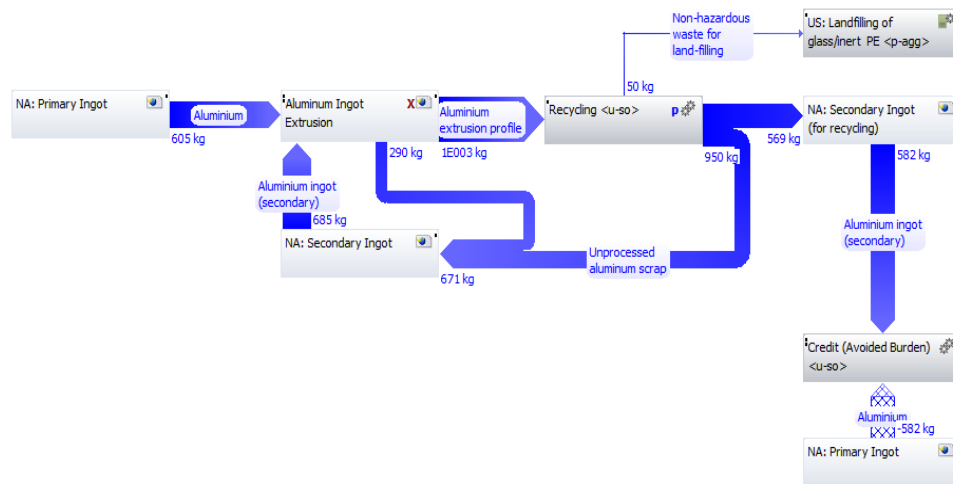 Non-hazardous
waste for
land-filling
US: Landfilling of
glass/inert PE <p-agg>
50 kg
NA: Primary Ingot
Aluminium
605 kg
Aluminum Ingot
Extrusion
X
290 kg
Aluminium
extrusion profile
1E003 kg
Recycling <u-so>
p
950 kg
569 kg
NA: Secondary Ingot
(for recycling)
582 kg
Aluminium ingot
(secondary)
685 kg
NA: Secondary Ingot
671 kg
Unprocessed
aluminum scrap
Aluminium ingot
(secondary)
Credit (Avoided Burden)
<u-so>
Aluminium
-582 kg
NA: Primary Ingot